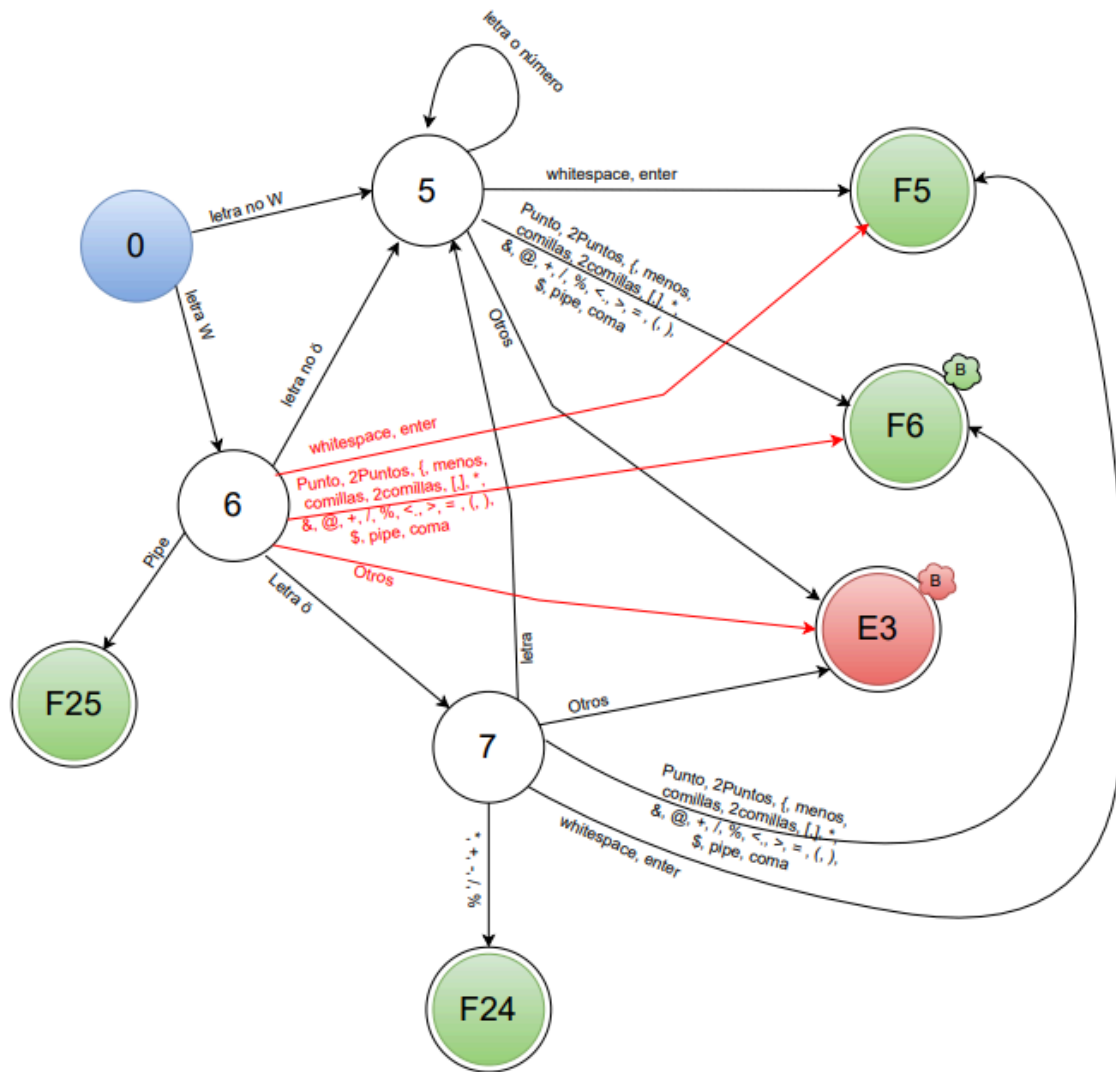 letra o número
5
whitespace, enter
F5
0
letra no W
letra W
Punto, 2Puntos, {, menos,
comillas, 2comillas, [,], *,
&, @, +, /, %, <., >, = , (, ),
$, pipe, coma
Otros
letra no ö
B
F6
whitespace, enter
6
Punto, 2Puntos, {, menos,
comillas, 2comillas, [,], *,
&, @, +, /, %, <., >, = , (, ),
$, pipe, coma
Otros
Pipe
Letra ö
letra
B
E3
F25
7
Otros
Punto, 2Puntos, {, menos,
comillas, 2comillas, [,], *,
&, @, +, /, %, <., >, = , (, ),
$, pipe, coma
whitespace, enter
*, +, -, /, %
F24